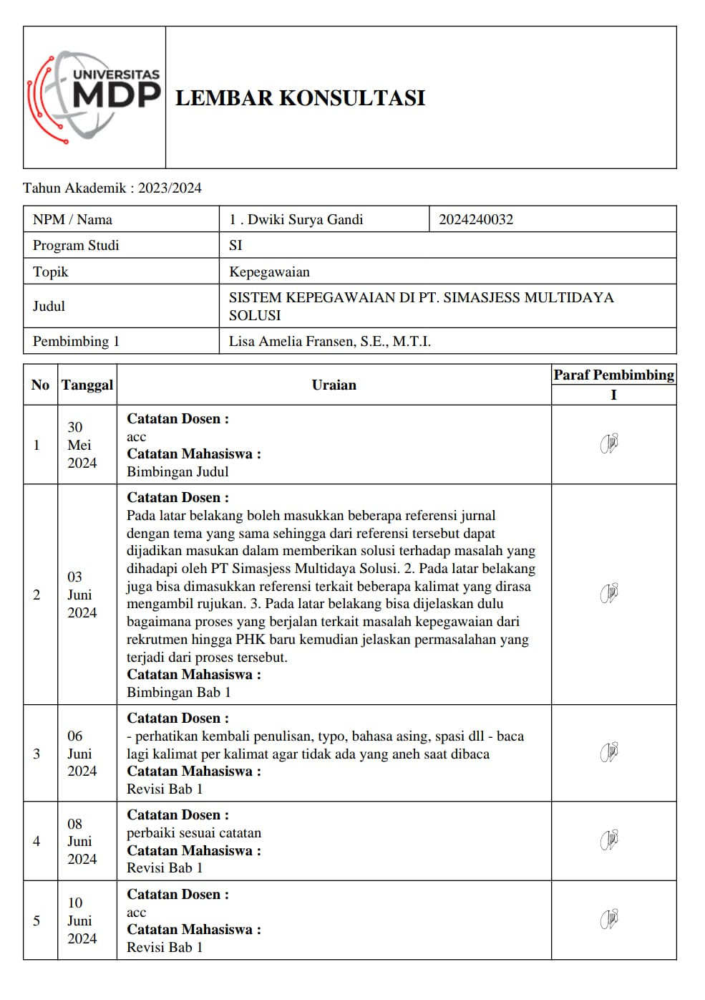 UNIVERSITAS
MDP
LEMBAR KONSULTASI
Tahun Akademik : 2023/2024
NPM / Nama
1 . Dwiki Surya Gandi
2024240032
Program Studi
SI
Topik
Kepegawaian
Judul
SISTEM KEPEGAWAIAN DI PT. SIMASJESS MULTIDAYA
SOLUSI
Pembimbing 1
Lisa Amelia Fransen, S.E., M.T.I.
No
Tanggal
Uraian
Paraf Pembimbing
I
1
30
Mei
2024
Catatan Dosen :
acc
Catatan Mahasiswa :
Bimbingan Judul
2
03
Juni
2024
Catatan Dosen :
Pada latar belakang boleh masukkan beberapa referensi jurnal
dengan tema yang sama sehingga dari referensi tersebut dapat
dijadikan masukan dalam memberikan solusi terhadap masalah yang
dihadapi oleh PT Simasjess Multidaya Solusi. 2. Pada latar belakang
juga bisa dimasukkan referensi terkait beberapa kalimat yang dirasa
mengambil rujukan. 3. Pada latar belakang bisa dijelaskan dulu
bagaimana proses yang berjalan terkait masalah kepegawaian dari
rekrutmen hingga PHK baru kemudian jelaskan permasalahan yang
terjadi dari proses tersebut.
Catatan Mahasiswa :
Bimbingan Bab 1
3
06
Juni
2024
Catatan Dosen :
- perhatikan kembali penulisan, typo, bahasa asing, spasi dll - baca
lagi kalimat per kalimat agar tidak ada yang aneh saat dibaca
Catatan Mahasiswa :
Revisi Bab 1
4
08
Juni
2024
Catatan Dosen :
perbaiki sesuai catatan
Catatan Mahasiswa :
Revisi Bab 1
5
10
Juni
2024
Catatan Dosen :
acc
Catatan Mahasiswa :
Revisi Bab 1